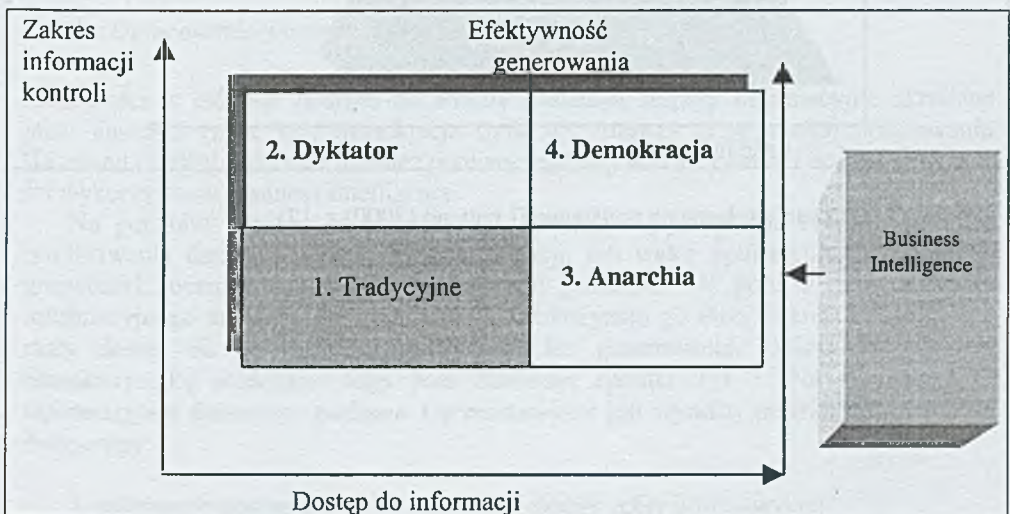 Zakres
informacji
kontroli
Efektywność
generowania
2. Dyktator
4. Demokracja
1. Tradycyjne
3. Anarchia
Business
Intelligence
Dostęp do informacji